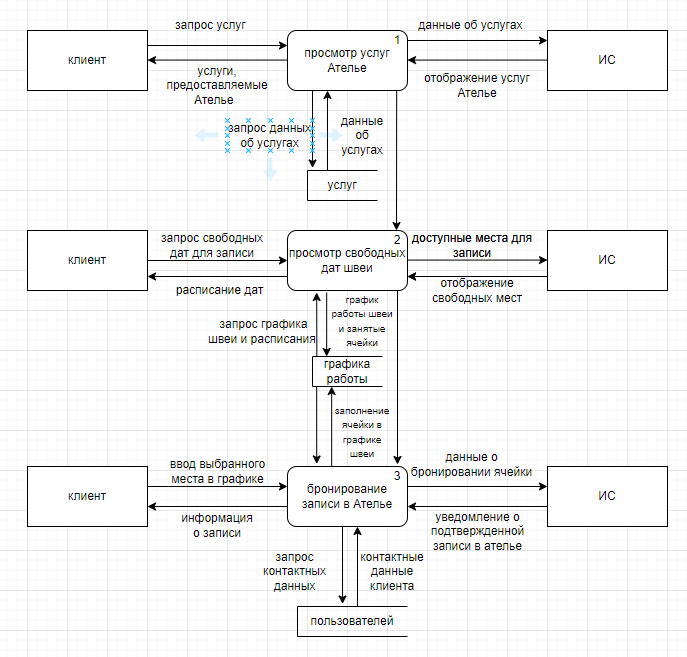 запрос услуг
данные об услугах
1
клиент
просмотр услуг
Ателье
ИС
услуги,
предоставляемые
Ателье
отображение услуг
Ателье
запрос данных
об услугах
данные
об
услугах
услуг
запрос свободных
дат для записи
2
доступные места для
записи
клиент
просмотр свободных
дат швеи
ИС
расписание дат
отображение
свободных мест
запрос графика
швеи и расписания
график
работы швеи
и занятые
ячейки
графика
работы
заполнение
ячейки в
графике
швеи
ввод выбранного
места в графике
данные о
бронировании ячейки
3
клиент
бронирование
записи в Ателье
ИС
информация
о записи
уведомление о
подтвержденной
записи в ателье
запрос
контактных
данных
контактные
данные
клиента
пользователей